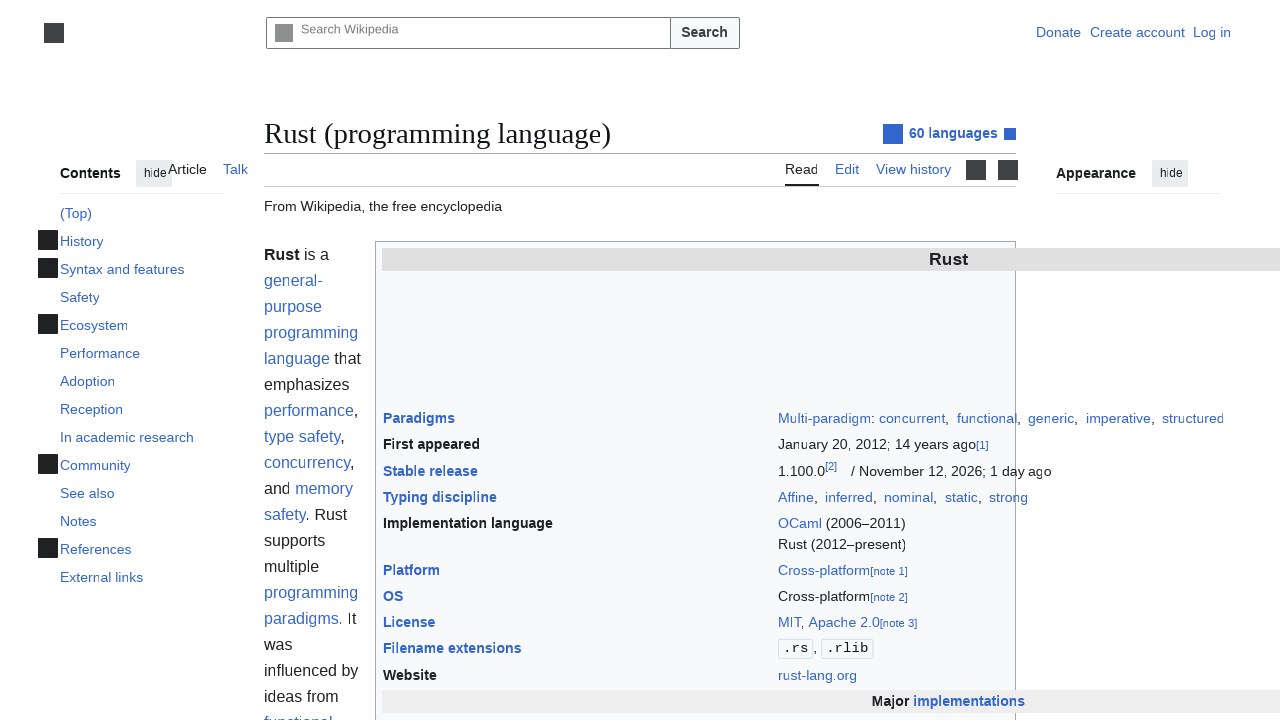 Search Wikipedia
Search
Donate
Create account
Log in
Rust (programming language)
60 languages
Contents
hide
Article
Talk
Read
Edit
View history
Appearance
hide
From Wikipedia, the free encyclopedia
(Top)
History
Syntax and features
Safety
Ecosystem
Performance
Adoption
Reception
In academic research
Community
See also
Notes
References
External links
Rust is a
general-
purpose
programming
language that
emphasizes
performance,
type safety,
concurrency,
and memory
safety. Rust
supports
multiple
programming
paradigms. It
was
influenced by
ideas from
functional
Rust
Paradigms
Multi-paradigm: concurrent, functional, generic, imperative, structured
First appeared
January 20, 2012; 14 years ago[1]
Stable release
1.100.0[2] / November 12, 2026; 1 day ago
Typing discipline
Affine, inferred, nominal, static, strong
Implementation language
OCaml (2006–2011)
Rust (2012–present)
Platform
Cross-platform[note 1]
OS
Cross-platform[note 2]
License
MIT, Apache 2.0[note 3]
Filename extensions
.rs, .rlib
Website
rust-lang.org
Major implementations